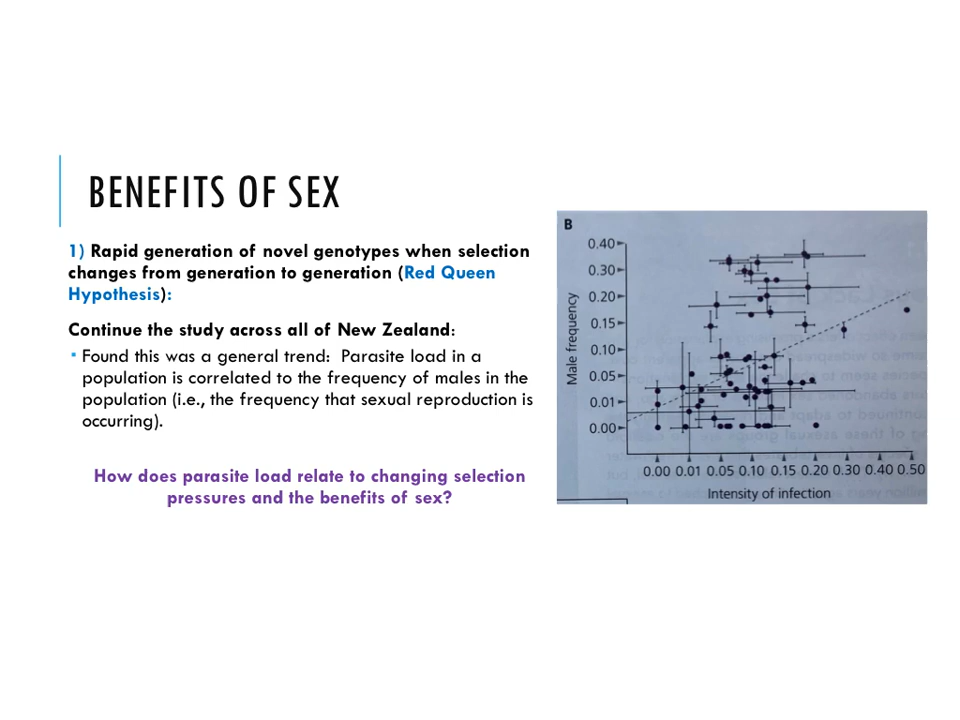 BENEFITS OF SEX
1) Rapid generation of novel genotypes when selection
changes from generation to generation (Red Queen
Hypothesis):
Continue the study across all of New Zealand:
▪ Found this was a general trend: Parasite load in a
population is correlated to the frequency of males in the
population (i.e., the frequency that sexual reproduction is
occurring).
How does parasite load relate to changing selection
pressures and the benefits of sex?
B
Male frequency
0.40
0.30
0.20
0.15
0.10
0.05
0.01
0.00
0.00 0.01 0.05 0.10 0.15 0.20 0.30 0.40 0.50
Intensity of infection